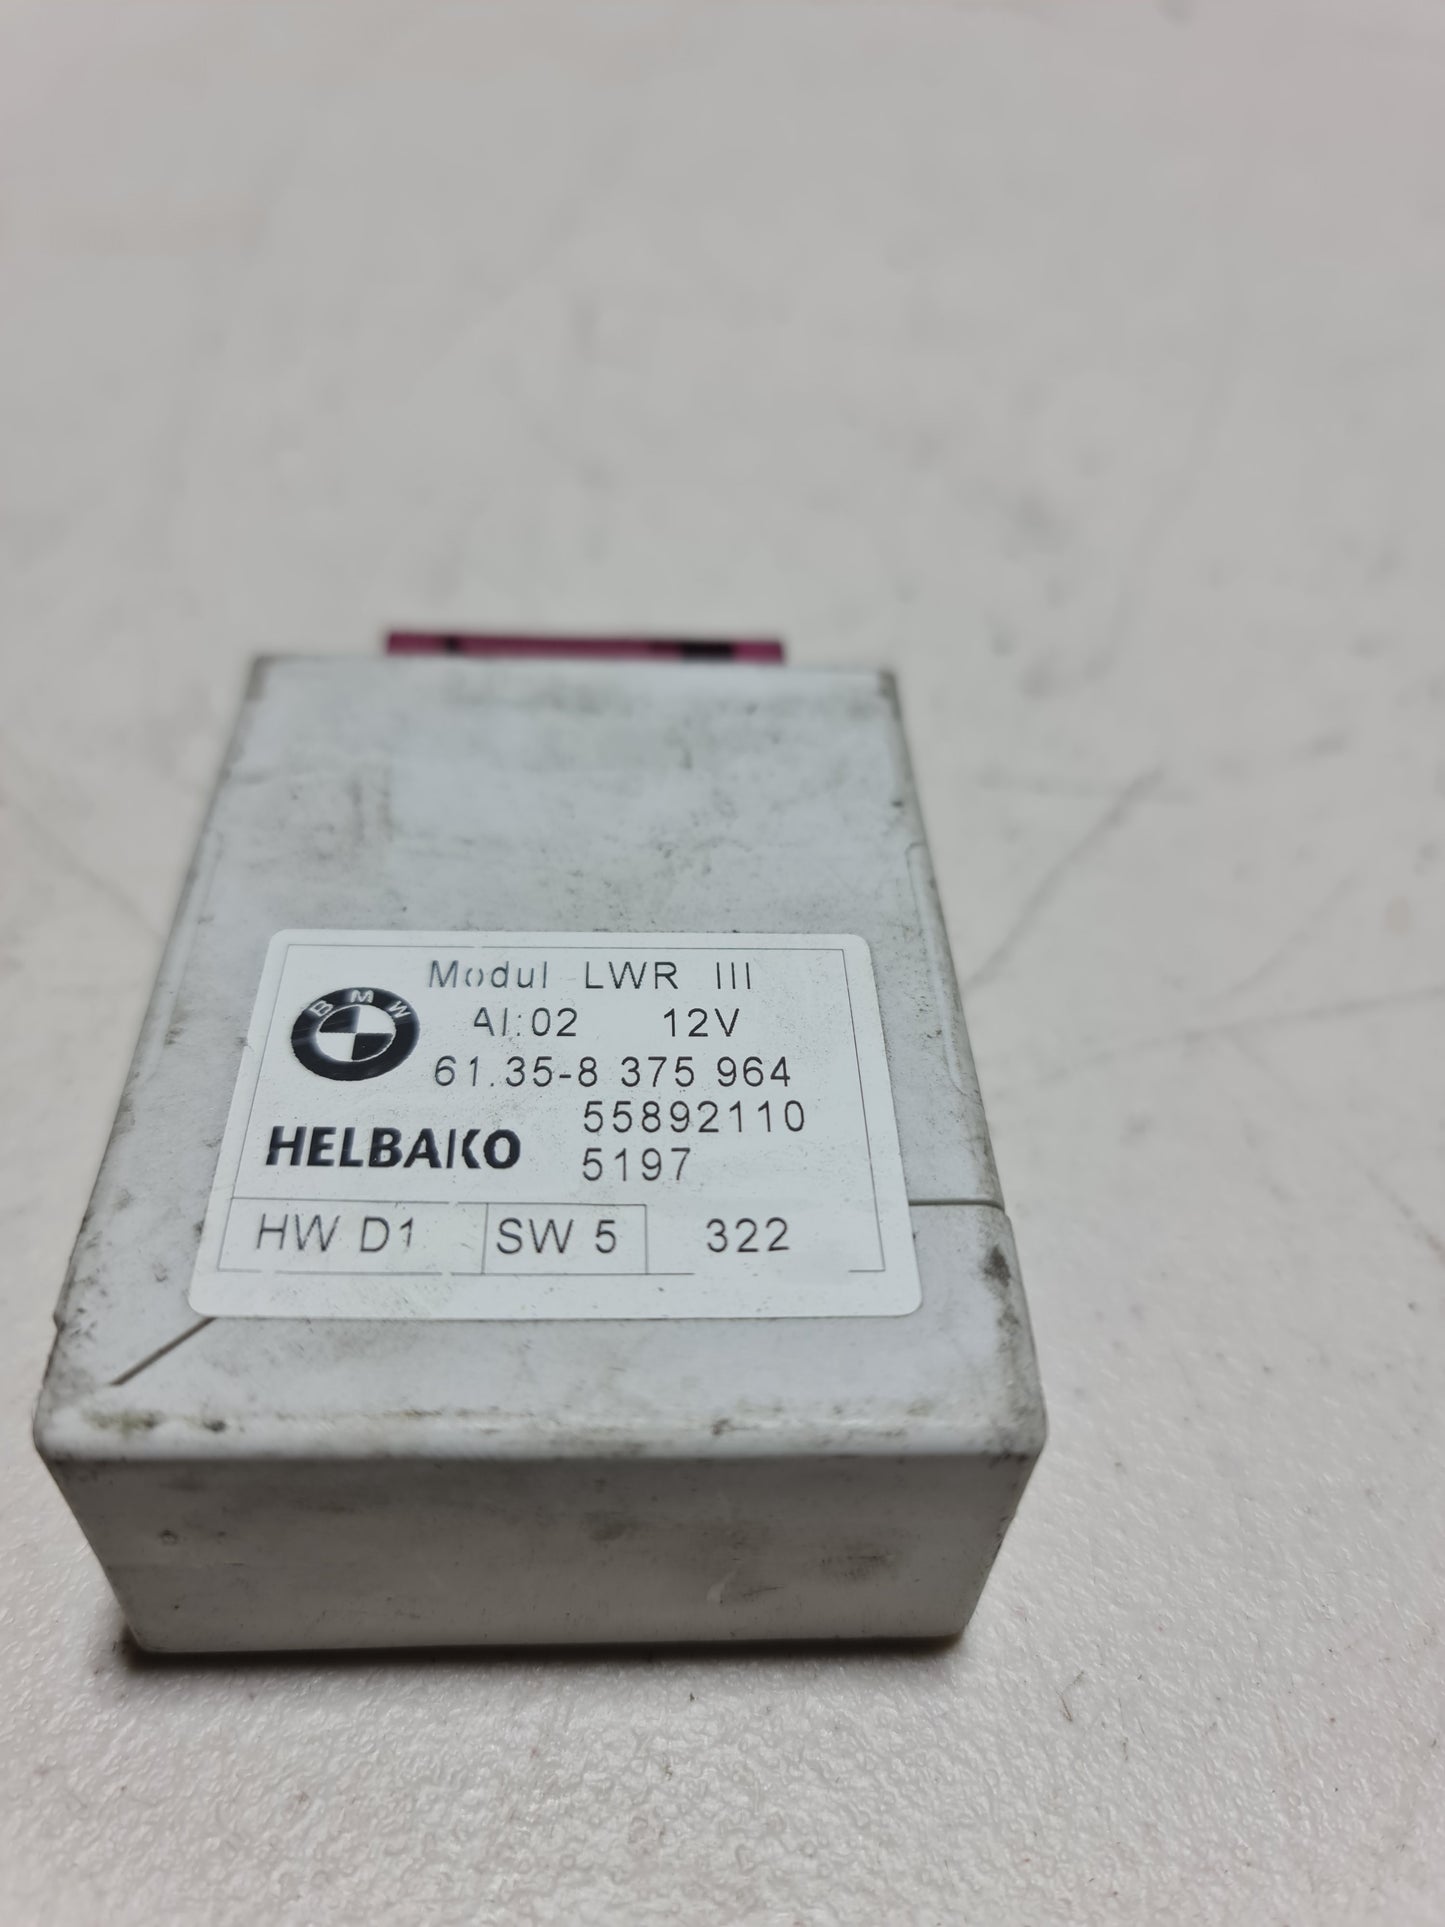 Modul LWR III
BMW
AI:02 12V
61.35-8 375 964
55892110
HELBAKO
5197
HW D1 SW 5 322